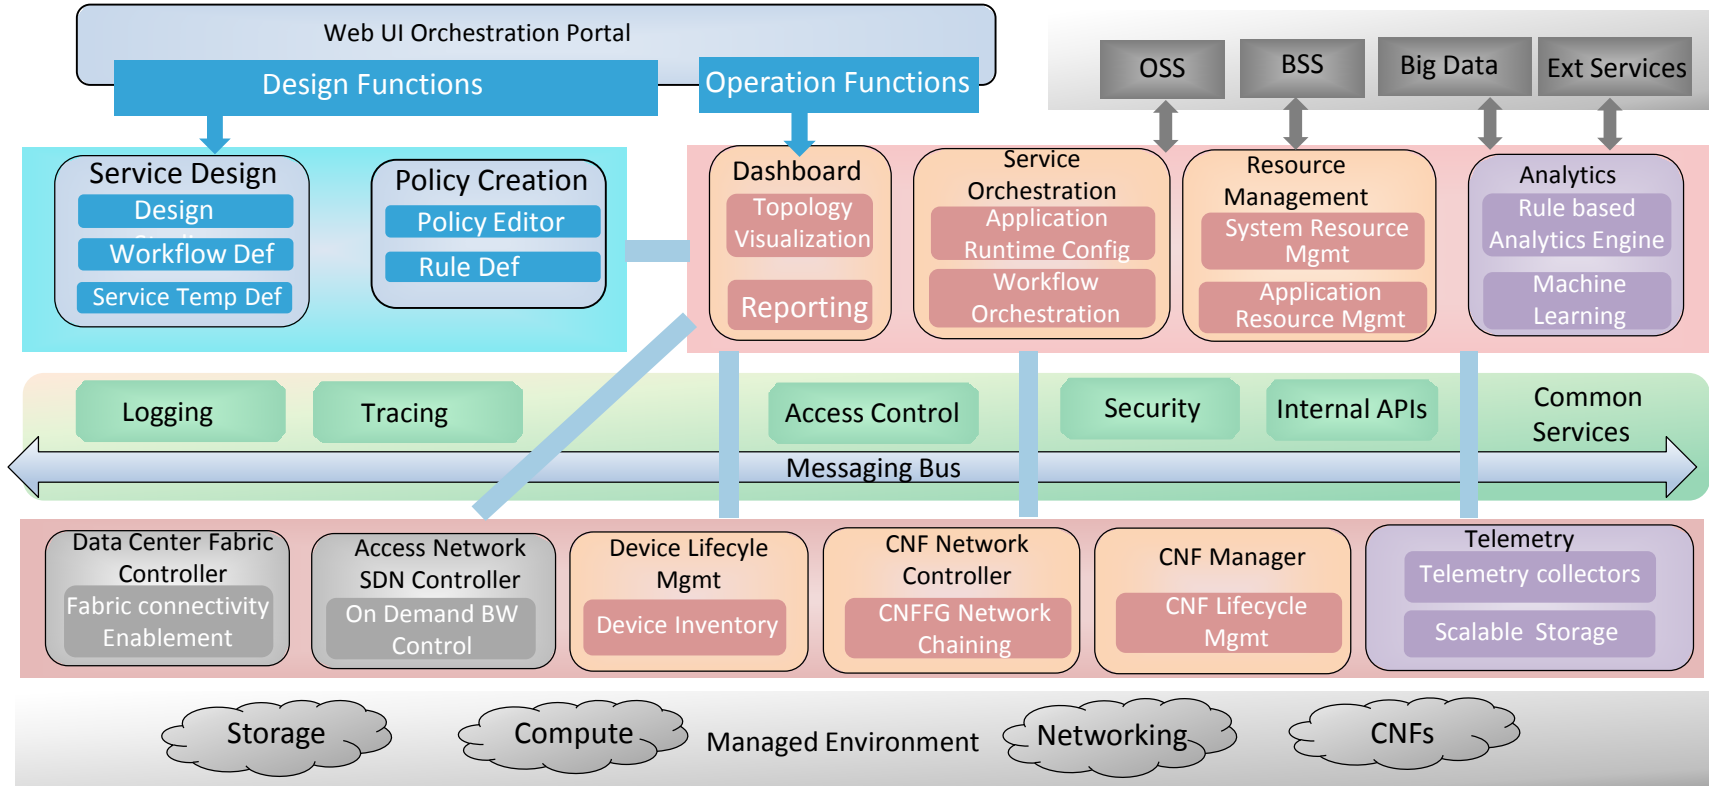 Web UI Orchestration Portal
Design Functions
Operation Functions
OSS
BSS
Big Data
Ext Services
Service Design
Design
Workflow Def
Service Temp Def
Policy Creation
Policy Editor
Rule Def
Dashboard
Topology
Visualization
Reporting
Service
Orchestration
Application
Runtime Config
Workflow
Orchestration
Resource
Management
System Resource
Mgmt
Application
Resource Mgmt
Analytics
Rule based
Analytics Engine
Machine
Learning
Logging
Tracing
Access Control
Security
Internal APIs
Common
Services
Messaging Bus
Data Center Fabric
Controller
Fabric connectivity
Enablement
Access Network
SDN Controller
On Demand BW
Control
Device Lifecyle
Mgmt
Device Inventory
CNF Network
Controller
CNFFG Network
Chaining
CNF Manager
CNF Lifecycle
Mgmt
Telemetry
Telemetry collectors
Scalable Storage
Storage
Compute
Managed Environment
Networking
CNFs